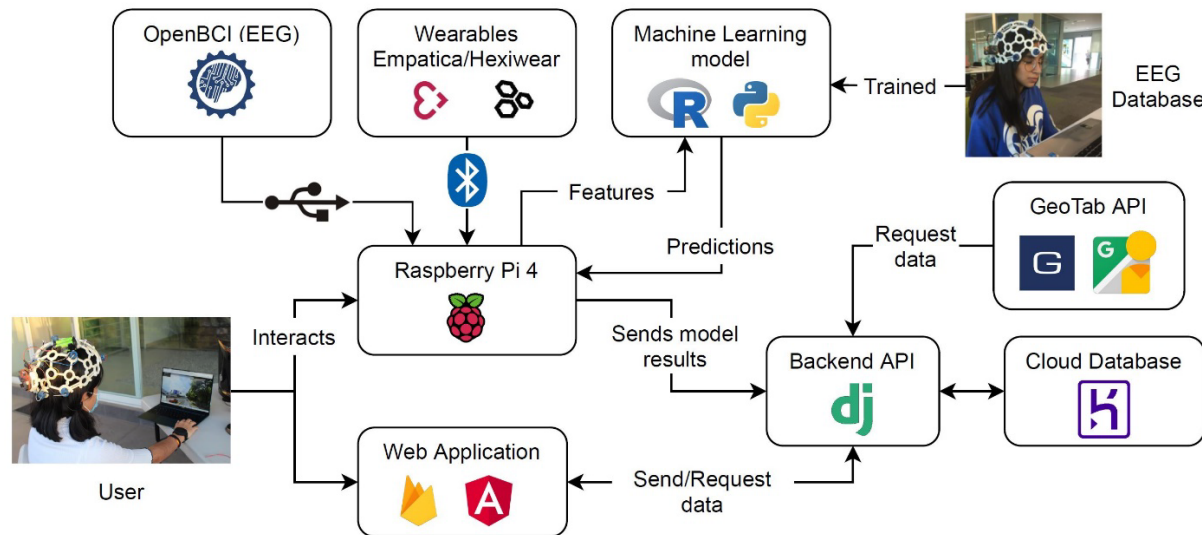 OpenBCI (EEG)
Wearables
Empatica/Hexiwear
Machine Learning
model
R
Trained
EEG
Database
Features
Predictions
GeoTab API
G
G
Request
data
Raspberry Pi 4
Interacts
Sends model
results
Backend API
dj
Cloud Database
User
Web Application
A
Send/Request
data